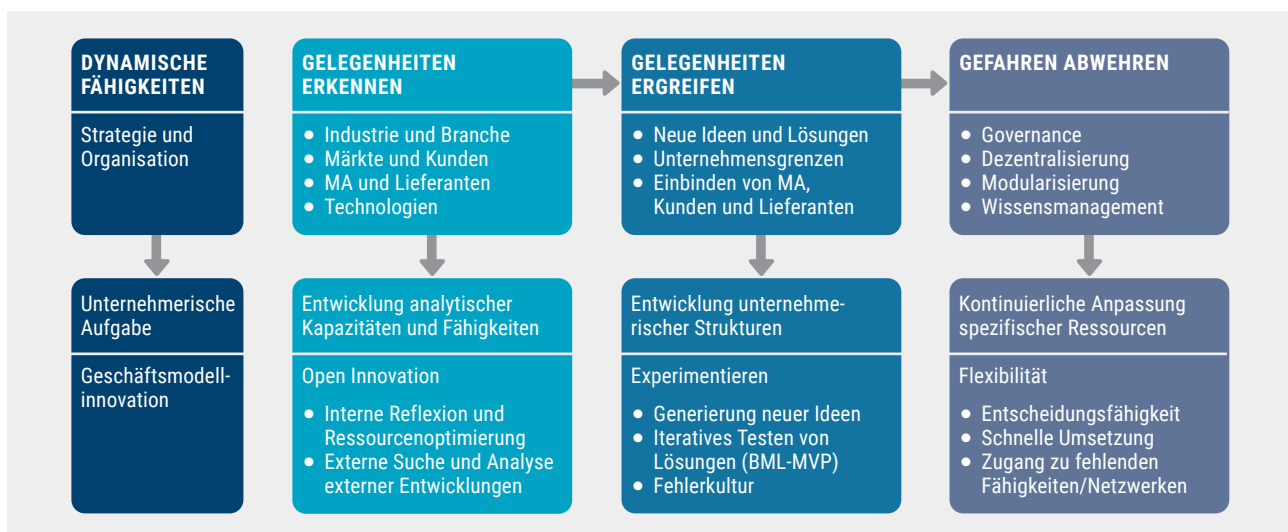 DYNAMISCHE
FÄHIGKEITEN
Strategie und
Organisation
GELEGENHEITEN
ERKENNEN
● Industrie und Branche
● Märkte und Kunden
● MA und Lieferanten
● Technologien
GELEGENHEITEN
ERGREIFEN
● Neue Ideen und Lösungen
● Unternehmensgrenzen
● Einbinden von MA,
Kunden und Lieferanten
GEFAHREN ABWEHREN
● Governance
● Dezentralisierung
● Modularisierung
● Wissensmanagement
Unternehmerische
Aufgabe
Geschäftsmodell-
innovation
Entwicklung analytischer
Kapazitäten und Fähigkeiten
Open Innovation
● Interne Reflexion und
Ressourcenoptimierung
● Externe Suche und Analyse
externer Entwicklungen
Entwicklung unternehme-
rischer Strukturen
Experimentieren
● Generierung neuer Ideen
● Iteratives Testen von
Lösungen (BML-MVP)
● Fehlerkultur
Kontinuierliche Anpassung
spezifischer Ressourcen
Flexibilität
● Entscheidungsfähigkeit
● Schnelle Umsetzung
● Zugang zu fehlenden
Fähigkeiten/Netzwerken